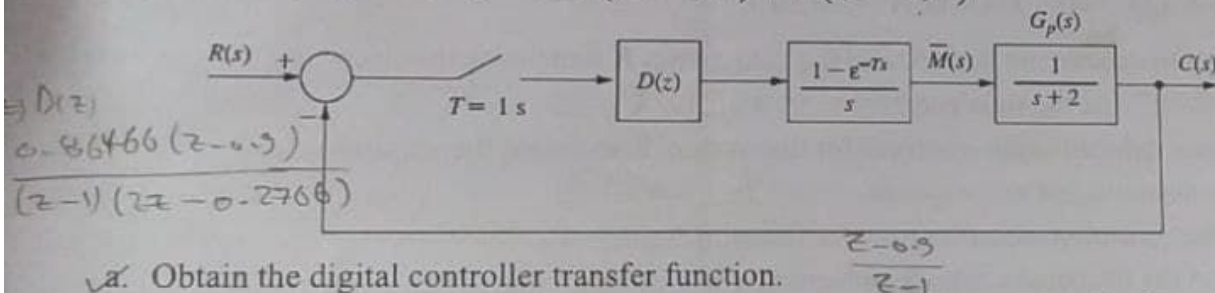 G_p(s)
R(s) + T = 1 s D(z) 1 − ε^{−Ts} / s M̅(s) 1 / s + 2 C(s)
−
⇒ D(z)
0.86466 (z−0.9)
(z−1) (2z − 0.2706)
a. Obtain the digital controller transfer function.
z−0.9
z−1